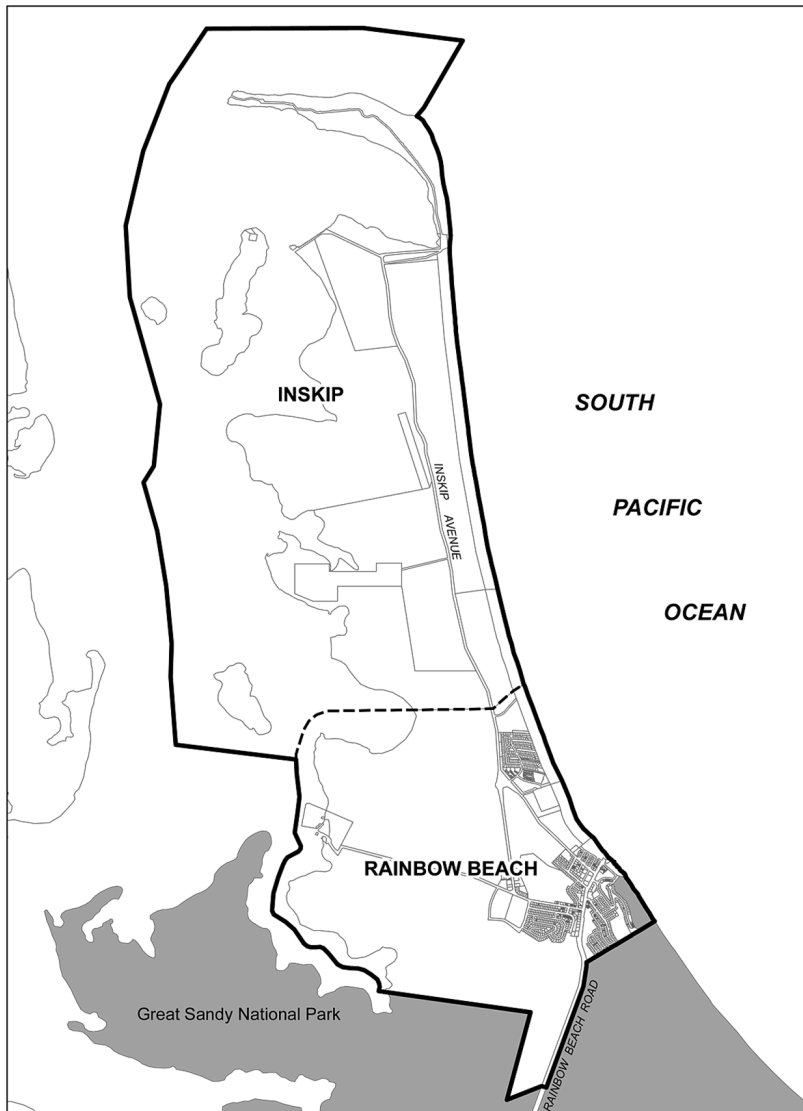 INSKIP
SOUTH
PACIFIC
OCEAN
INSKIP AVENUE
RAINBOW BEACH
Great Sandy National Park
RAINBOW BEACH ROAD